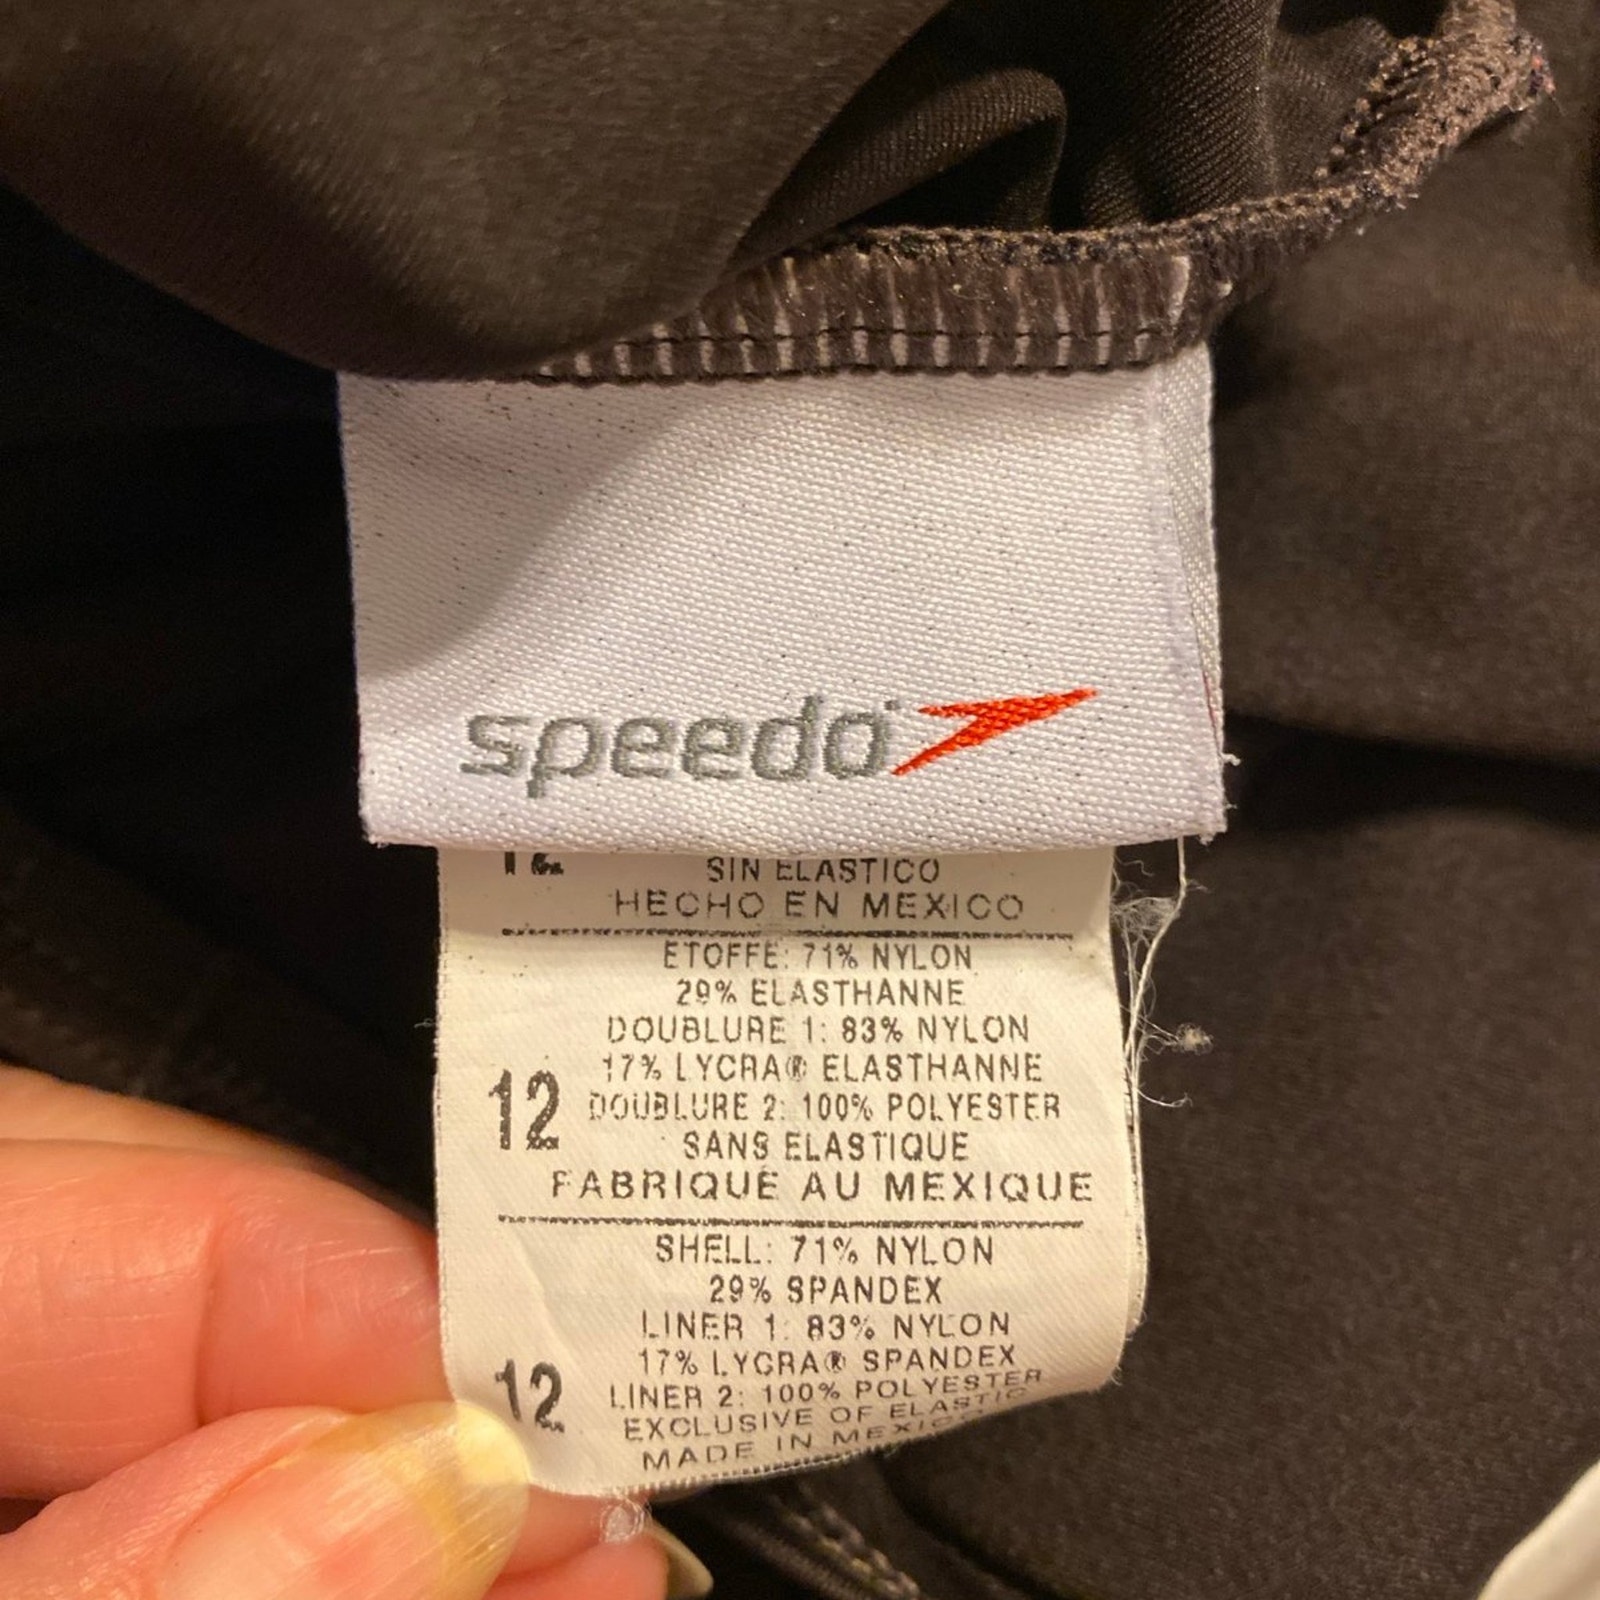 speedo
12
SIN ELASTICO
HECHO EN MEXICO
ETOFFE: 71% NYLON
29% ELASTHANNE
DOUBLURE 1: 83% NYLON
17% LYCRA® ELASTHANNE
12 DOUBLURE 2: 100% POLYESTER
SANS ELASTIQUE
FABRIQUE AU MEXIQUE
SHELL: 71% NYLON
29% SPANDEX
LINER 1: 83% NYLON
17% LYCRA® SPANDEX
12 LINER 2: 100% POLYESTER
EXCLUSIVE OF ELASTIC
MADE IN MEXICO